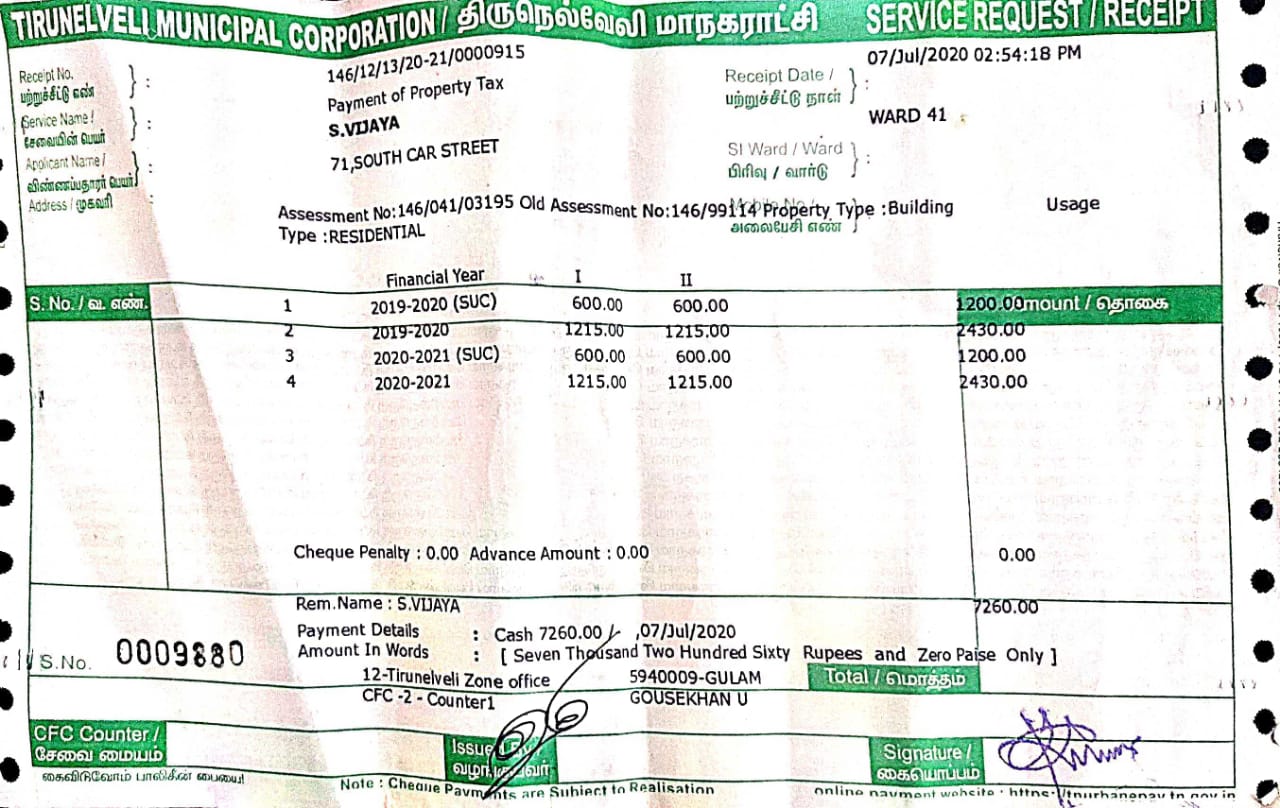 TIRUNELVELI MUNICIPAL CORPORATION / திருநெல்வேலி மாநகராட்சி SERVICE REQUEST / RECEIPT
Receipt No. 146/12/13/20-21/0000915 Receipt Date / 07/Jul/2020 02:54:18 PM
பற்றுச்சீட்டு எண் : பற்றுச்சீட்டு நாள் :
Service Name / Payment of Property Tax
சேவையின் பெயர் : S.VIJAYA WARD 41
Applicant Name / 71,SOUTH CAR STREET SI Ward / Ward
விண்ணப்பதாரர் பெயர் : பிரிவு / வார்டு :
Address / முகவரி :
Assessment No:146/041/03195 Old Assessment No:146/99114 Property Type :Building Usage
Type :RESIDENTIAL அலைபேசி எண்
Financial Year I II
S. No. / வ. எண். 1 2019-2020 (SUC) 600.00 600.00 1200.00mount / தொகை
2 2019-2020 1215.00 1215.00 2430.00
3 2020-2021 (SUC) 600.00 600.00 1200.00
4 2020-2021 1215.00 1215.00 2430.00
Cheque Penalty : 0.00 Advance Amount : 0.00 0.00
Rem.Name : S.VIJAYA 7260.00
Payment Details : Cash 7260.00 /- ,07/Jul/2020
S.No. 0009880 Amount In Words : [ Seven Thousand Two Hundred Sixty Rupees and Zero Paise Only ]
12-Tirunelveli Zone office 5940009-GULAM Total / மொத்தம்
CFC -2 - Counter1 GOUSEKHAN U
CFC Counter / Signature /
சேவை மையம் கையொப்பம்
கைவிடுவோம் பாலிதீன் பையை!
Note : Cheque Payments are Subject to Realisation
online payment website : https://tnurbanepay.tn.gov.in